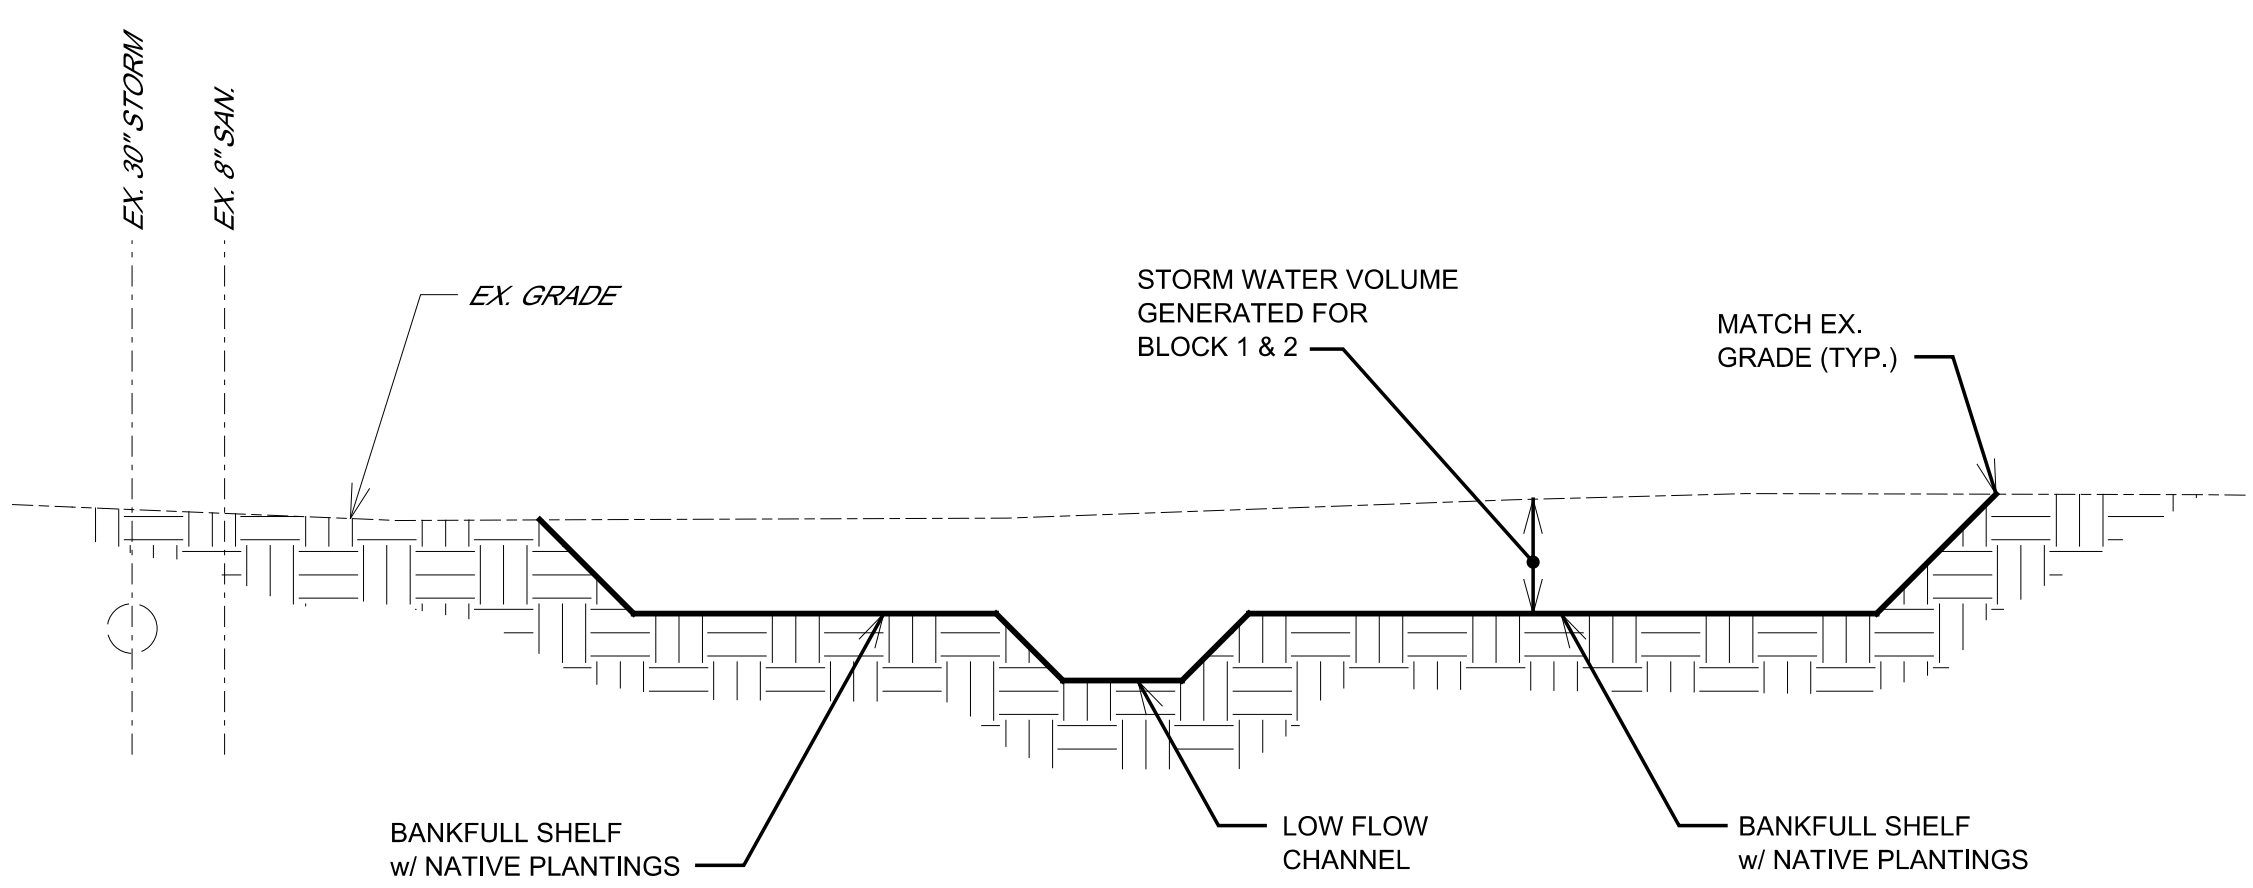 EX. 30" STORM
EX. 8" SAN.
EX. GRADE
STORM WATER VOLUME
GENERATED FOR
BLOCK 1 & 2
MATCH EX.
GRADE (TYP.)
BANKFULL SHELF
w/ NATIVE PLANTINGS
LOW FLOW
CHANNEL
BANKFULL SHELF
w/ NATIVE PLANTINGS